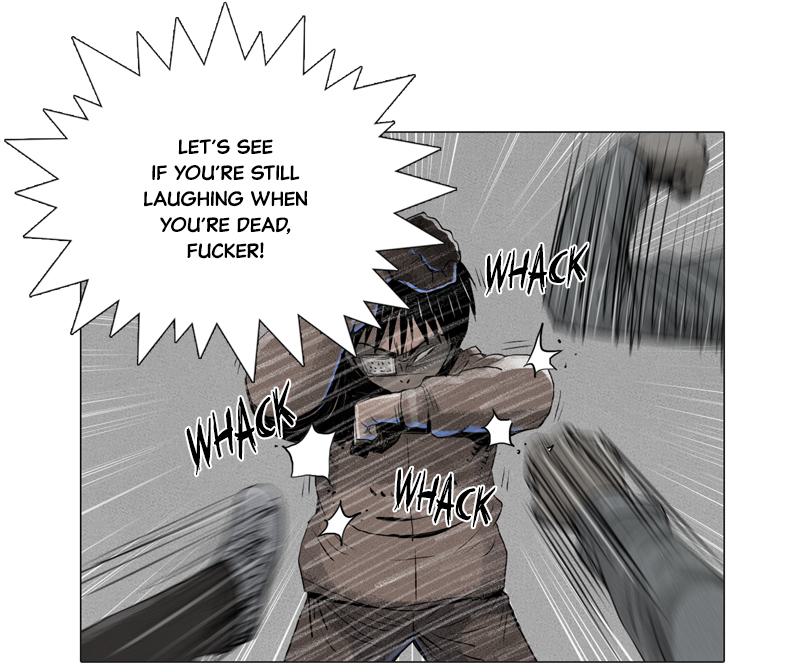 LET'S SEE
IF YOU'RE STILL
LAUGHING WHEN
YOU'RE DEAD,
FUCKER!
WHACK
WHACK
WHACK